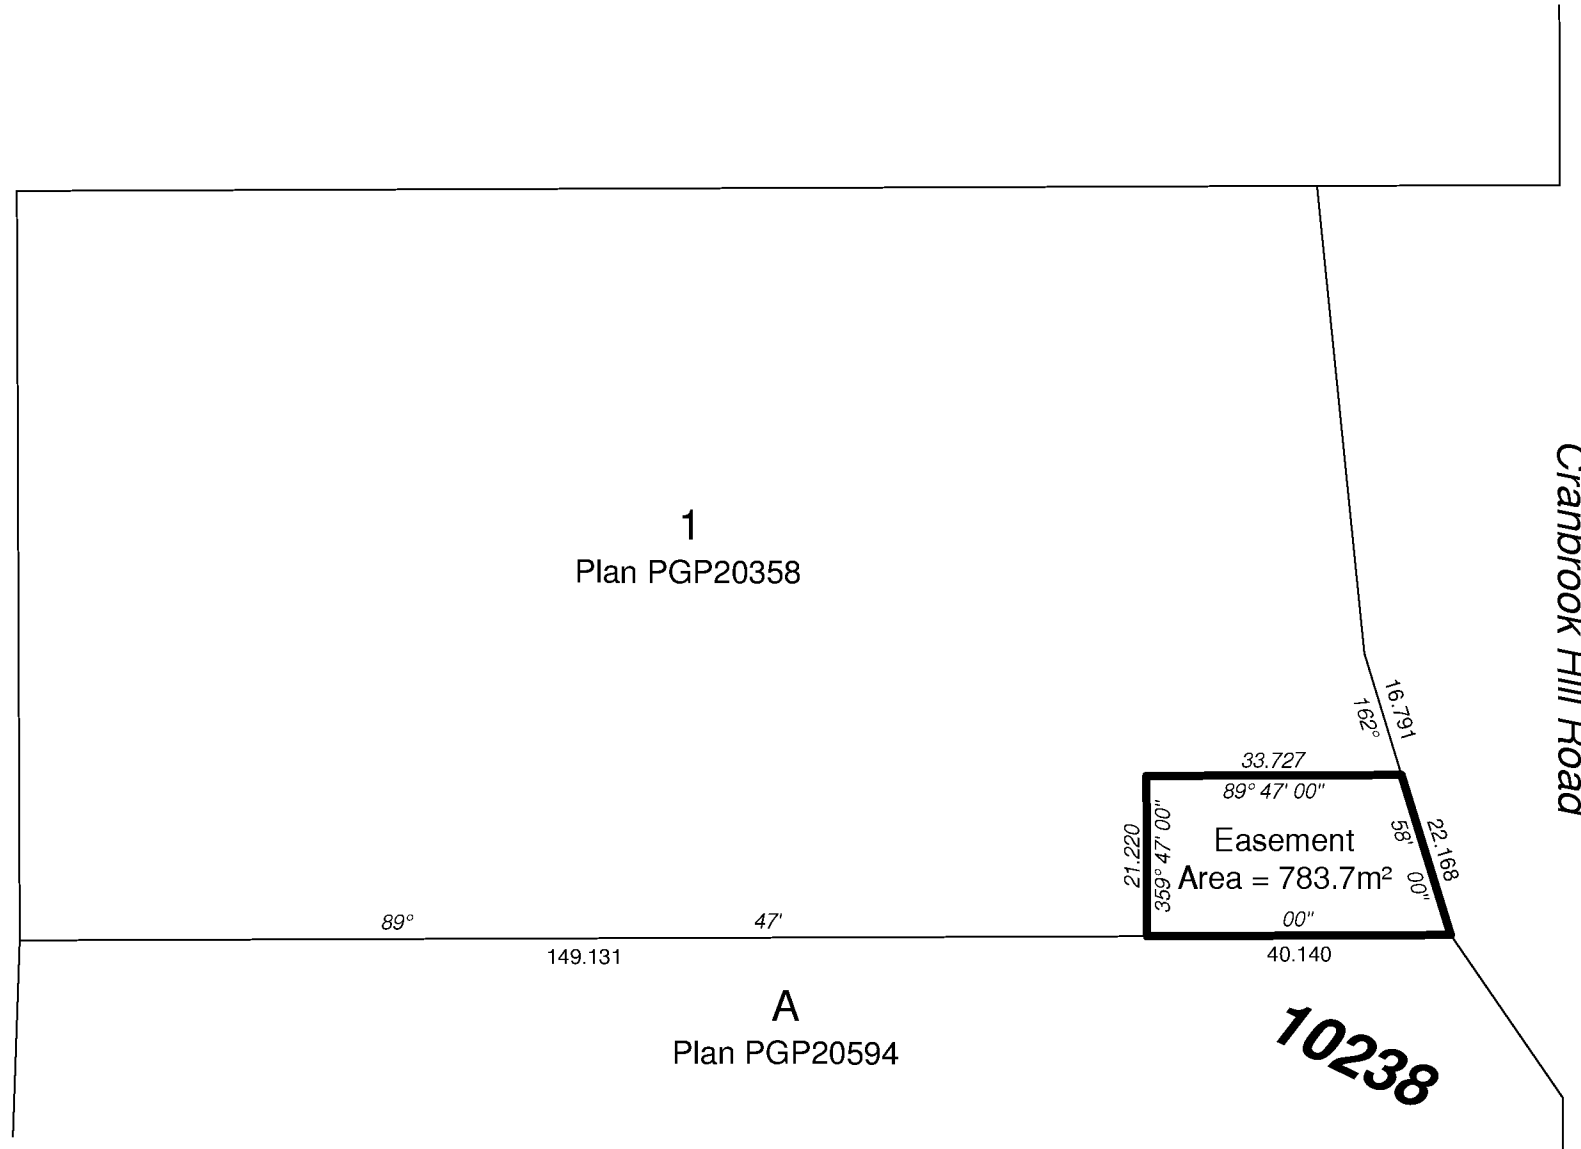 Cranbrook Hill Road
1
Plan PGP20358
16.791
162°
33.727
89° 47' 00"
21.220
359° 47' 00"
Easement
Area = 783.7m²
22.168
58'
00"
89°
47'
00"
149.131
40.140
A
Plan PGP20594
10238